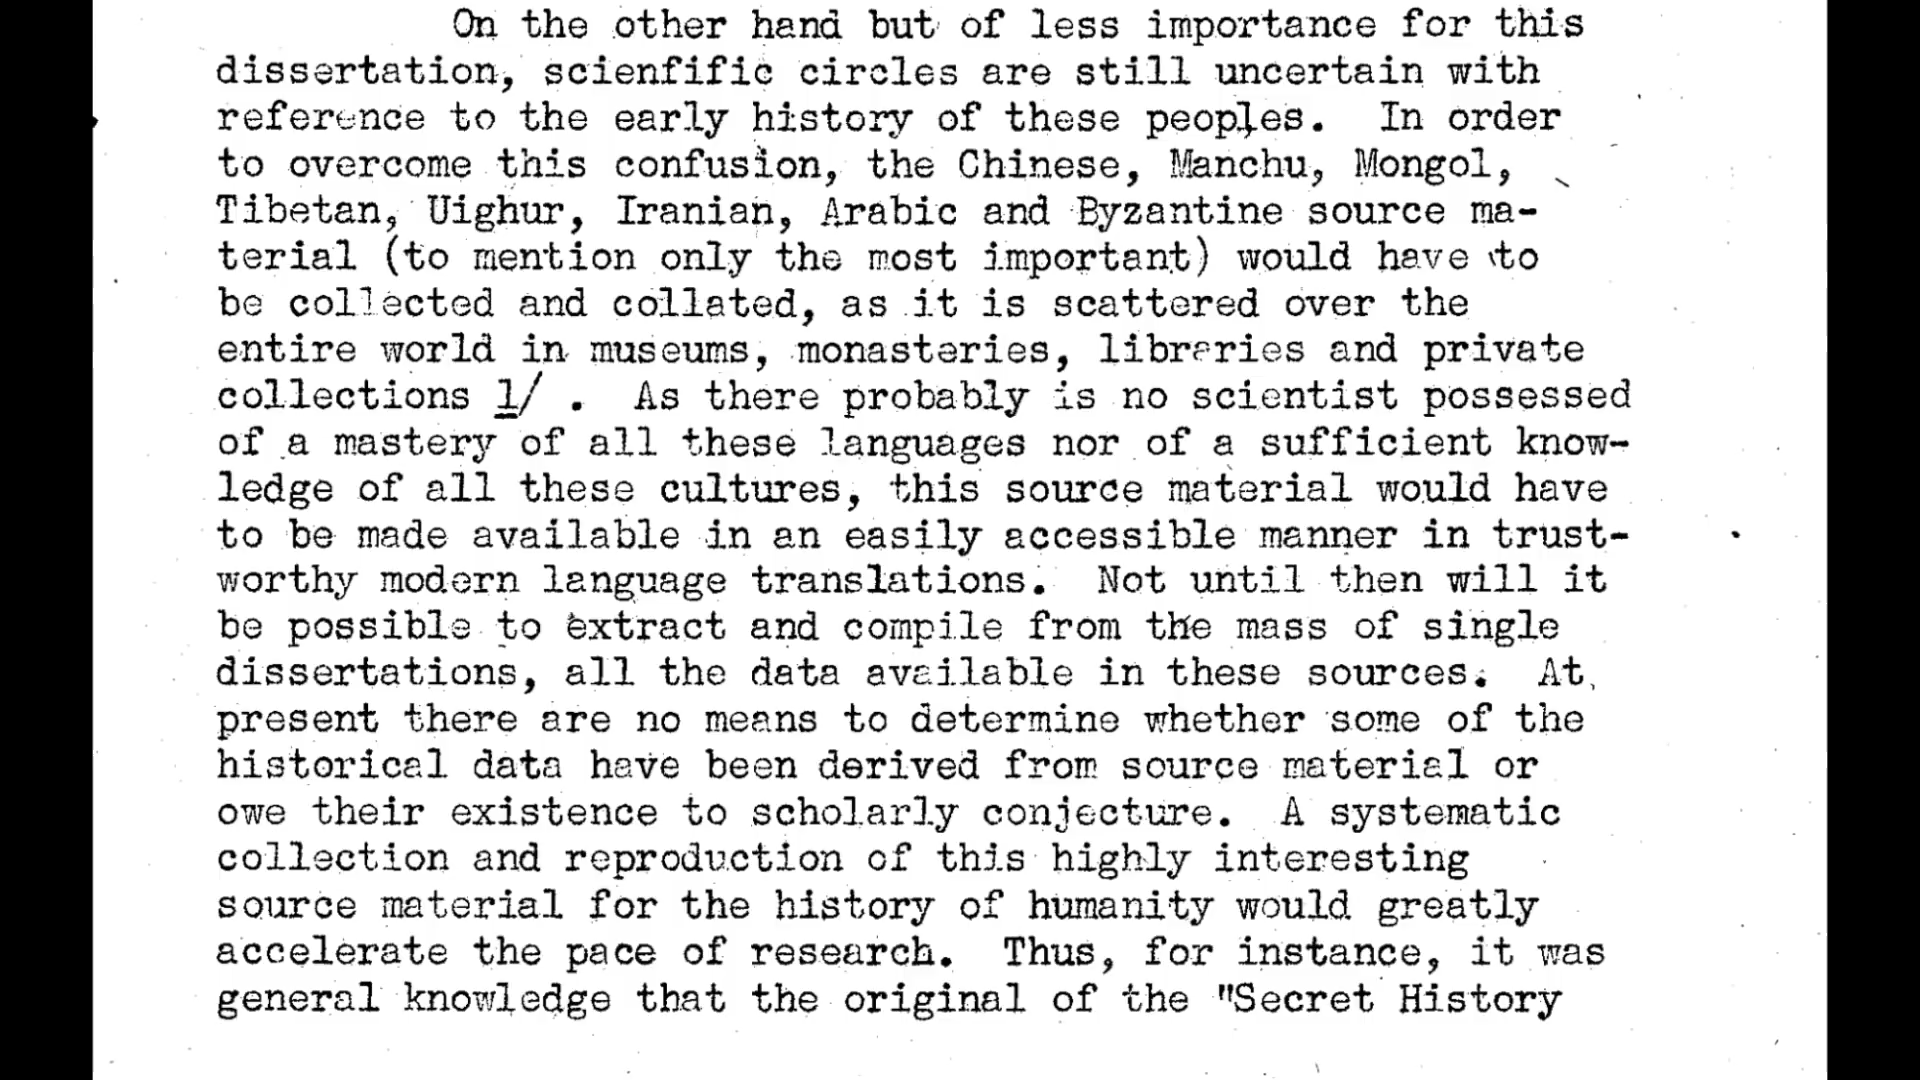 On the other hand but of less importance for this
dissertation, scienfific circles are still uncertain with
reference to the early history of these peoples. In order
to overcome this confusion, the Chinese, Manchu, Mongol,
Tibetan, Uighur, Iranian, Arabic and Byzantine source ma-
terial (to mention only the most important) would have to
be collected and collated, as it is scattered over the
entire world in museums, monasteries, libraries and private
collections 1/ . As there probably is no scientist possessed
of a mastery of all these languages nor of a sufficient know-
ledge of all these cultures, this source material would have
to be made available in an easily accessible manner in trust-
worthy modern language translations. Not until then will it
be possible to extract and compile from the mass of single
dissertations, all the data available in these sources. At
present there are no means to determine whether some of the
historical data have been derived from source material or
owe their existence to scholarly conjecture. A systematic
collection and reproduction of this highly interesting
source material for the history of humanity would greatly
accelerate the pace of research. Thus, for instance, it was
general knowledge that the original of the "Secret History